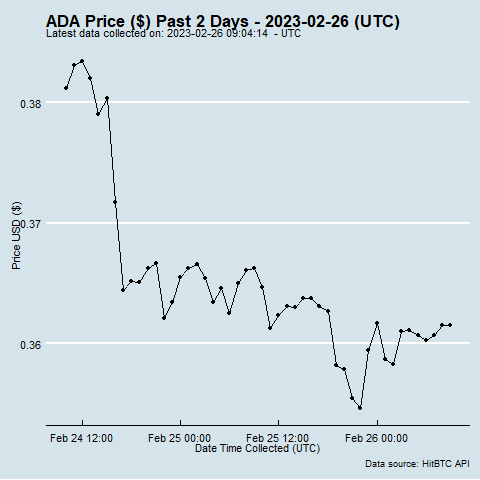 ADA Price ($) Past 2 Days - 2023-02-26 (UTC)
Latest data collected on: 2023-02-26 09:04:14  - UTC
0.38
0.37
0.36
Price USD ($)
Feb 24 12:00
Feb 25 00:00
Feb 25 12:00
Feb 26 00:00
Date Time Collected (UTC)
Data source: HitBTC API